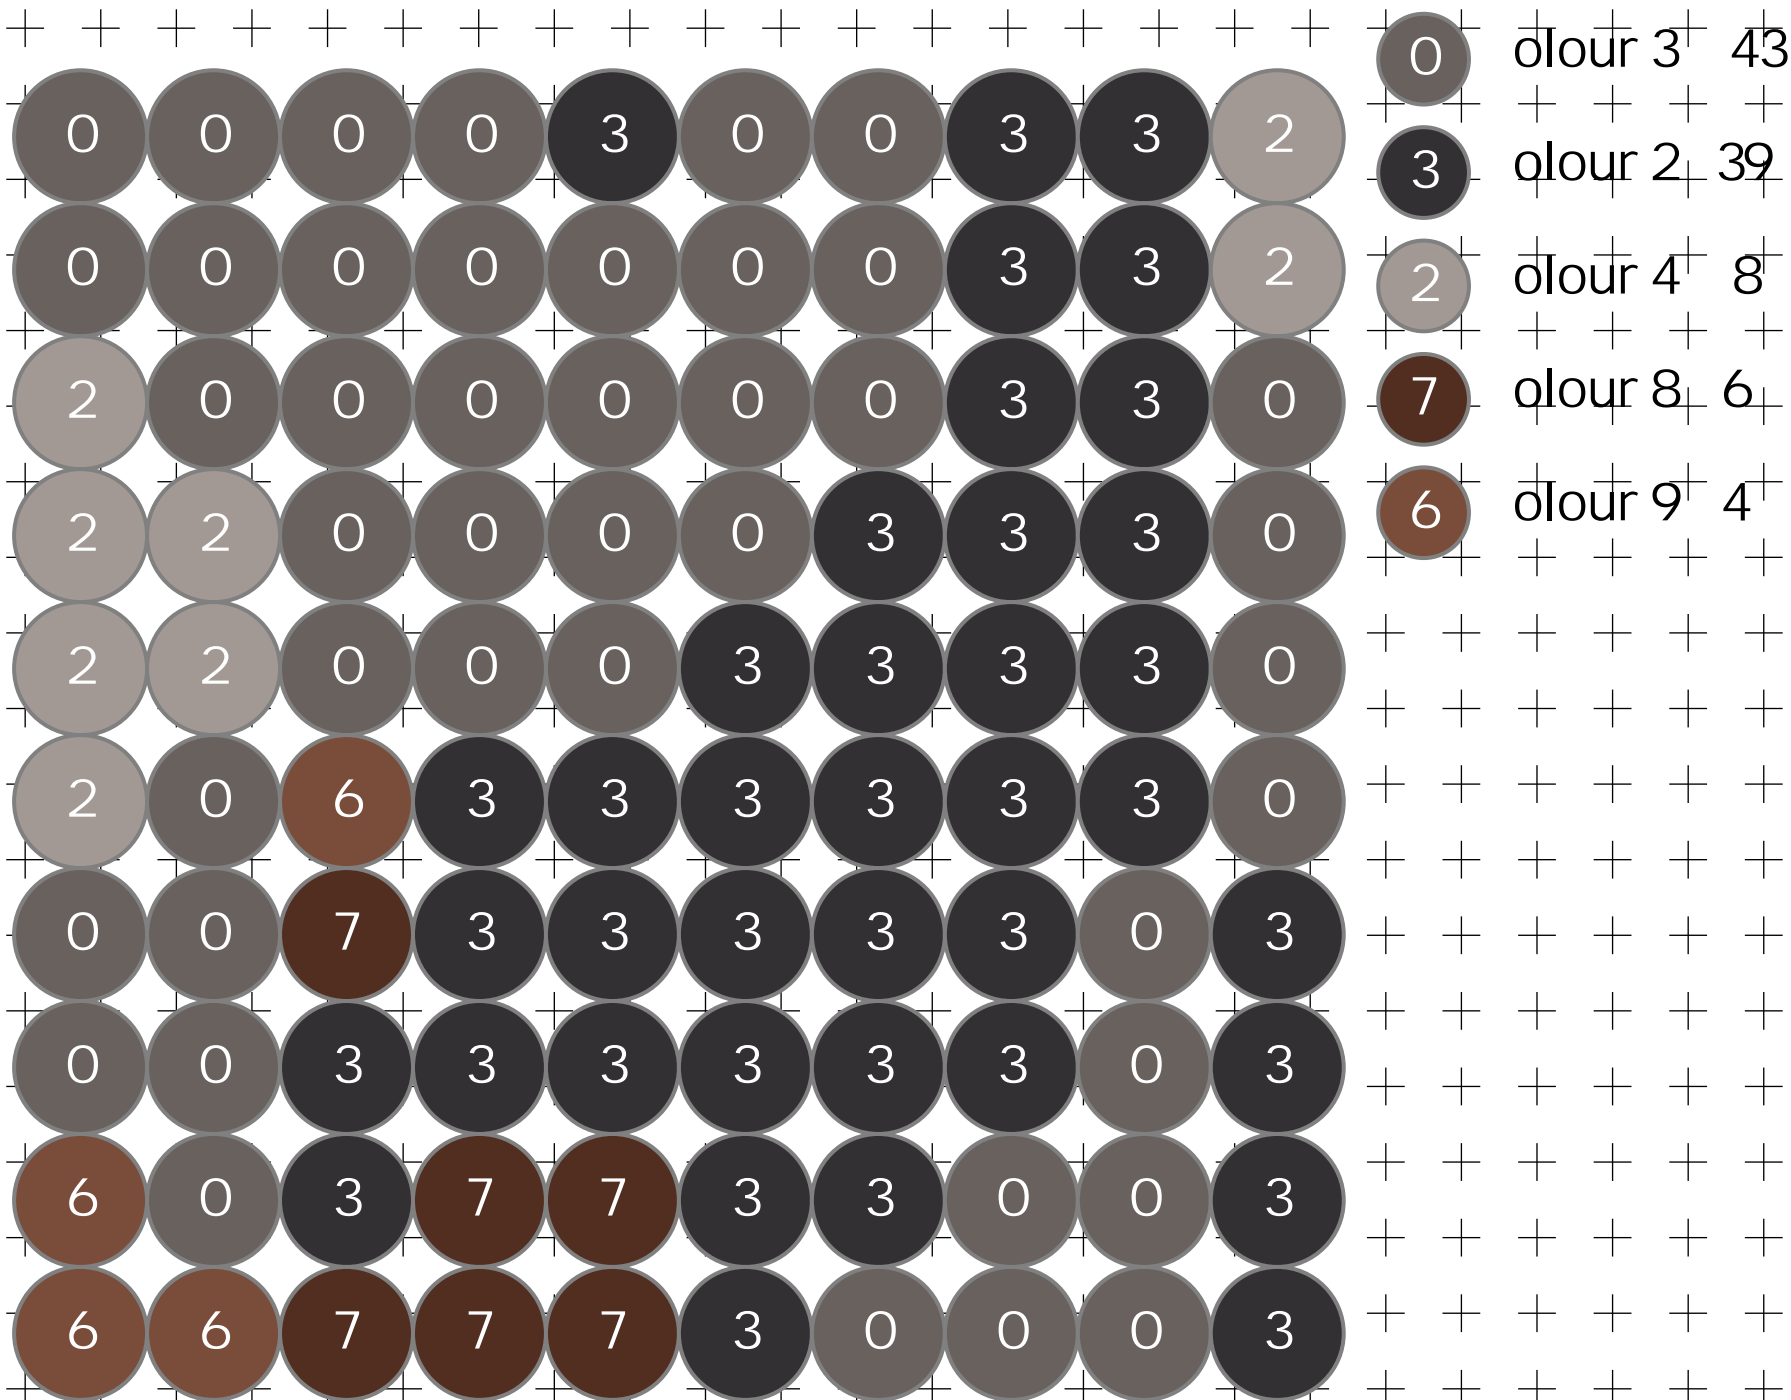 0 olour 3 43
0 0 0 0 3 0 0 3 3 2
3 olour 2 39
0 0 0 0 0 0 0 3 3 2
2 olour 4 8
2 0 0 0 0 0 0 3 3 0
7 olour 8 6
2 2 0 0 0 0 3 3 3 0
6 olour 9 4
2 2 0 0 0 3 3 3 3 0
2 0 6 3 3 3 3 3 3 0
0 0 7 3 3 3 3 3 0 3
0 0 3 3 3 3 3 3 0 3
6 0 3 7 7 3 3 0 0 3
6 6 7 7 7 3 0 0 0 3